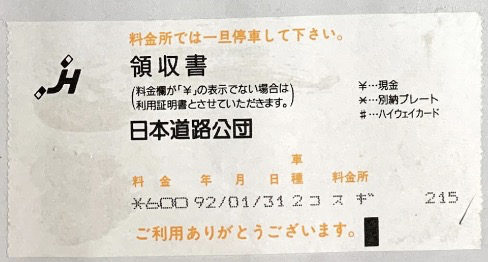 料金所では一旦停車して下さい。
JH
領収書
(料金欄が「¥」の表示でない場合は
利用証明書とさせていただきます。)
¥…現金
*…別納プレート
#…ハイウェイカード
日本道路公団
車
料金 年 月 日 種 料金所
¥600 92/01/31 2コスギ 215
ご利用ありがとうございます。